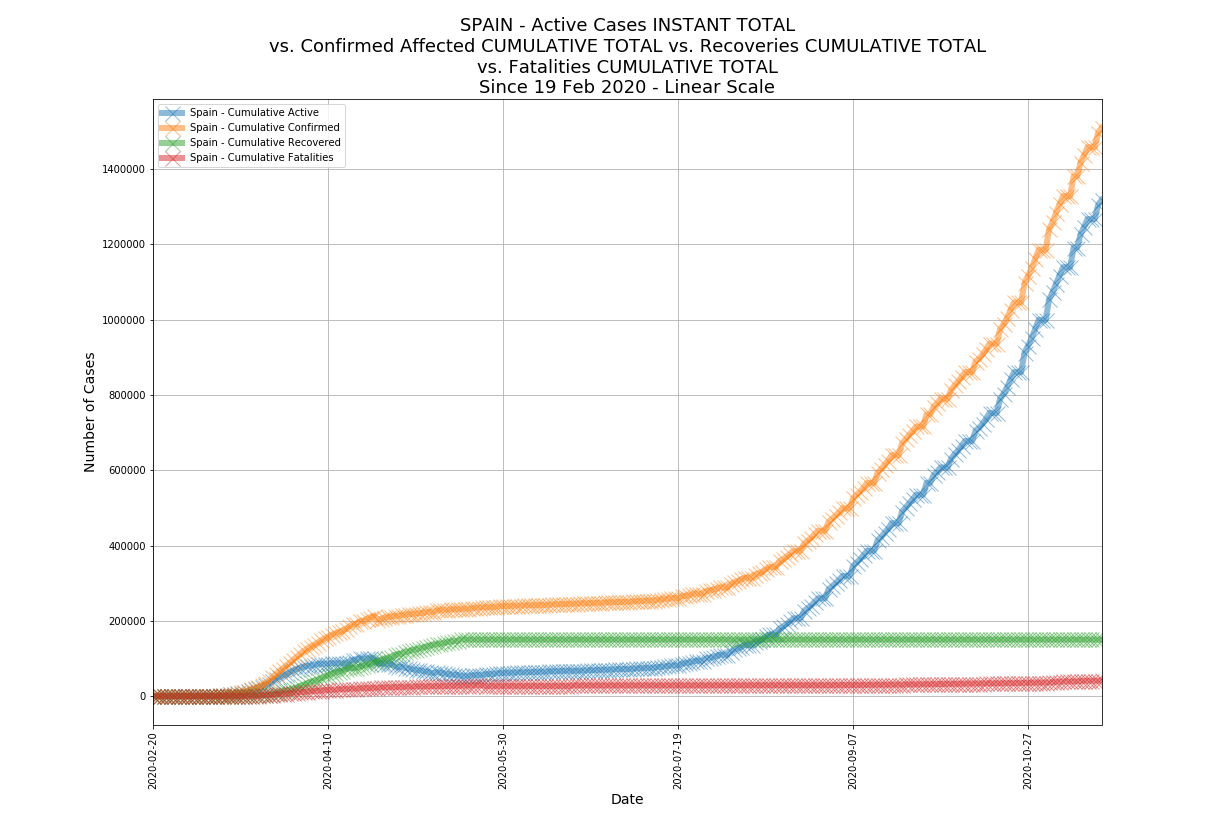 SPAIN - Active Cases INSTANT TOTAL
vs. Confirmed Affected CUMULATIVE TOTAL vs. Recoveries CUMULATIVE TOTAL
vs. Fatalities CUMULATIVE TOTAL
Since 19 Feb 2020 - Linear Scale
Spain - Cumulative Active
Spain - Cumulative Confirmed
Spain - Cumulative Recovered
Spain - Cumulative Fatalities
Number of Cases
1400000
1200000
1000000
800000
600000
400000
200000
0
2020-02-20
2020-04-10
2020-05-30
2020-07-19
2020-09-07
2020-10-27
Date